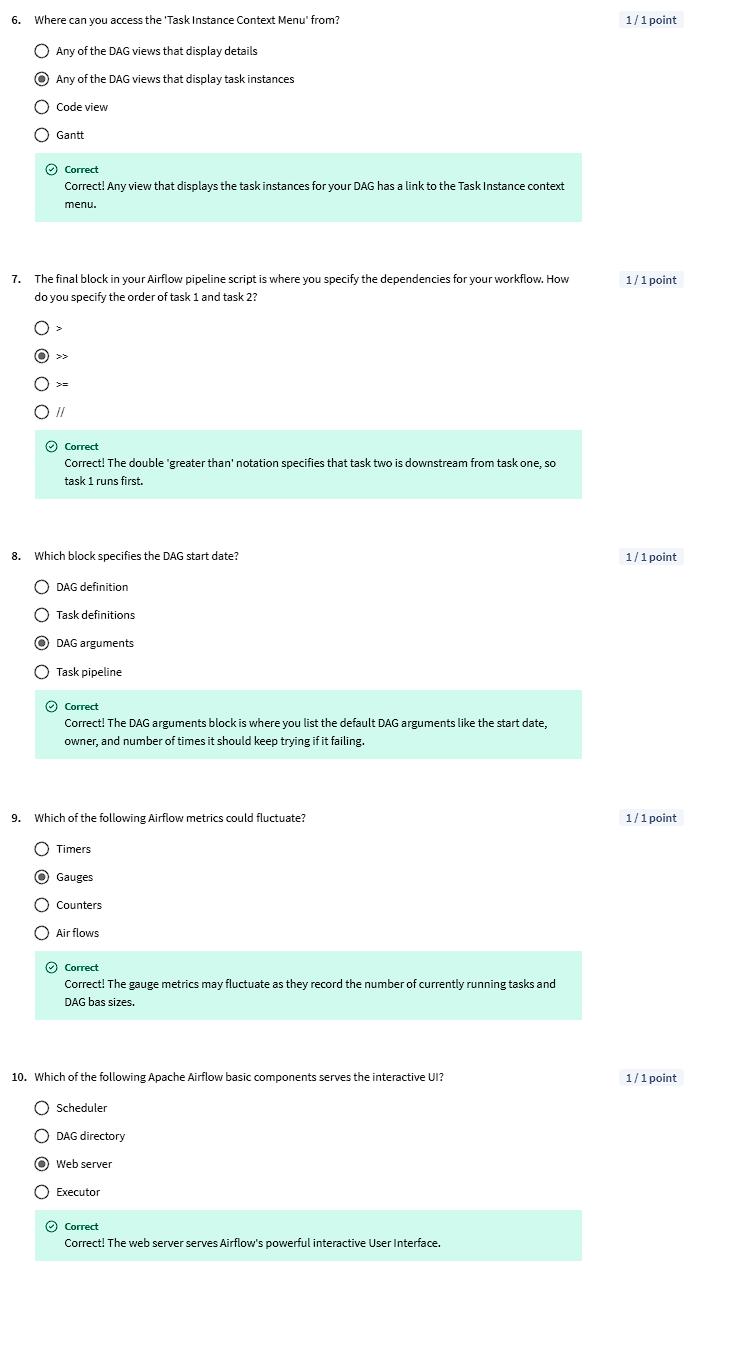 6. Where can you access the 'Task Instance Context Menu' from? 1 / 1 point
Any of the DAG views that display details
Any of the DAG views that display task instances
Code view
Gantt
Correct
Correct! Any view that displays the task instances for your DAG has a link to the Task Instance context
menu.
7. The final block in your Airflow pipeline script is where you specify the dependencies for your workflow. How 1 / 1 point
do you specify the order of task 1 and task 2?
>
>>
>=
//
Correct
Correct! The double 'greater than' notation specifies that task two is downstream from task one, so
task 1 runs first.
8. Which block specifies the DAG start date? 1 / 1 point
DAG definition
Task definitions
DAG arguments
Task pipeline
Correct
Correct! The DAG arguments block is where you list the default DAG arguments like the start date,
owner, and number of times it should keep trying if it failing.
9. Which of the following Airflow metrics could fluctuate? 1 / 1 point
Timers
Gauges
Counters
Air flows
Correct
Correct! The gauge metrics may fluctuate as they record the number of currently running tasks and
DAG bas sizes.
10. Which of the following Apache Airflow basic components serves the interactive UI? 1 / 1 point
Scheduler
DAG directory
Web server
Executor
Correct
Correct! The web server serves Airflow's powerful interactive User Interface.